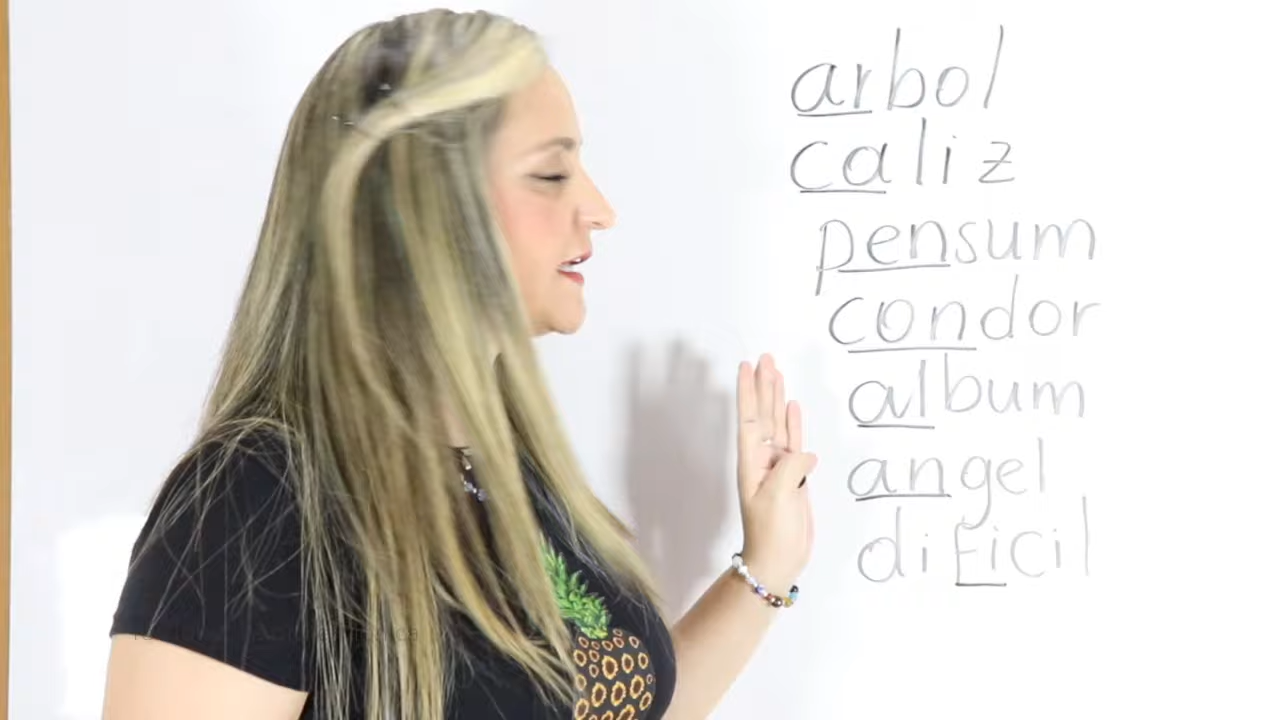 arbol
caliz
pensum
condor
album
angel
dificil